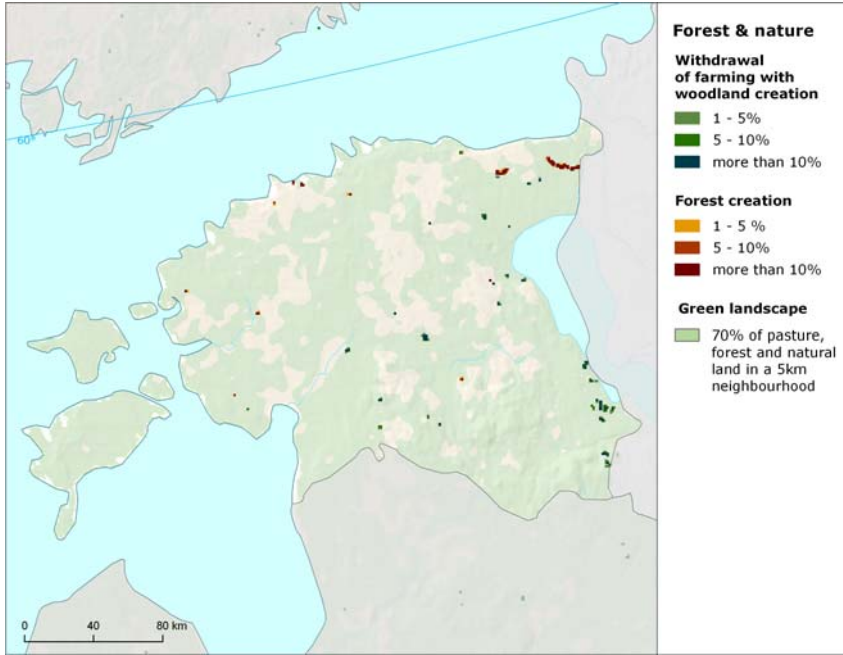 60°
0 40 80 km
Forest & nature
Withdrawal
of farming with
woodland creation
1 - 5%
5 - 10%
more than 10%
Forest creation
1 - 5 %
5 - 10%
more than 10%
Green landscape
70% of pasture,
forest and natural
land in a 5km
neighbourhood